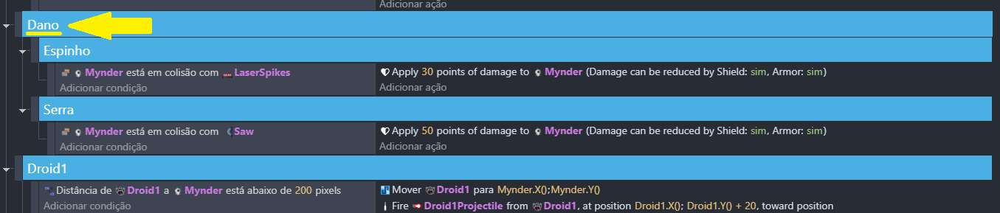 Adicionar ação
Dano
Espinho
Mynder está em colisão com LaserSpikes
Apply 30 points of damage to Mynder (Damage can be reduced by Shield: sim, Armor: sim)
Adicionar condição
Adicionar ação
Serra
Mynder está em colisão com Saw
Apply 50 points of damage to Mynder (Damage can be reduced by Shield: sim, Armor: sim)
Adicionar condição
Adicionar ação
Droid1
Distância de Droid1 a Mynder está abaixo de 200 pixels
Mover Droid1 para Mynder.X();Mynder.Y()
Adicionar condição
Fire Droid1Projectile from Droid1, at position Droid1.X(); Droid1.Y() + 20, toward position